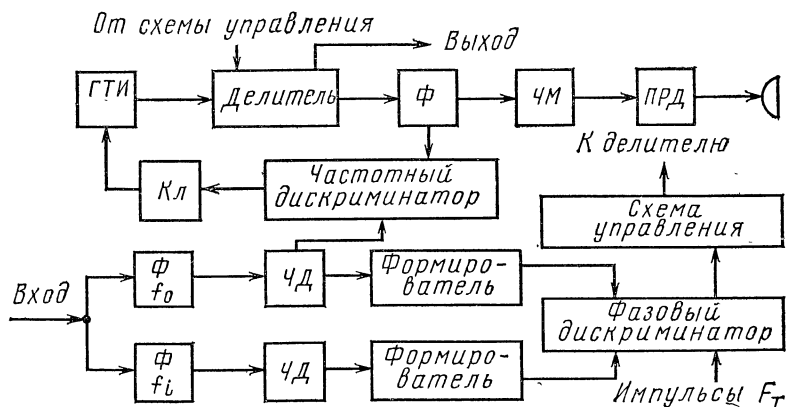 От схемы управления
Выход
ГТИ
Делитель
Ф
ЧМ
ПРД
К делителю
Кл
Частотный
дискриминатор
Схема
управления
Вход
Ф
f₀
ЧД
Формиро-
ватель
Фазовый
дискриминатор
Ф
fᵢ
ЧД
Формиро-
ватель
Импульсы Fт